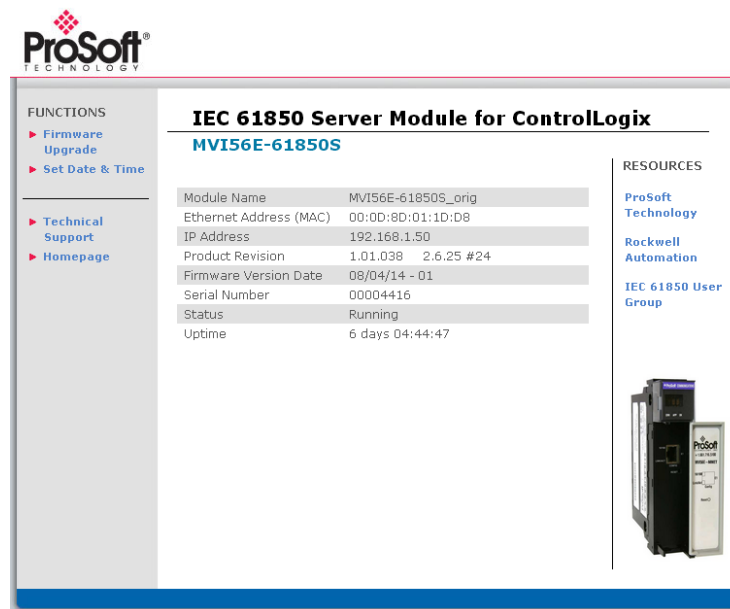 ProSoft®
TECHNOLOGY
FUNCTIONS
Firmware
Upgrade
Set Date & Time
Technical
Support
Homepage
IEC 61850 Server Module for ControlLogix
MVI56E-61850S
Module Name MVI56E-61850S_orig
Ethernet Address (MAC) 00:0D:8D:01:1D:D8
IP Address 192.168.1.50
Product Revision 1.01.038 2.6.25 #24
Firmware Version Date 08/04/14 - 01
Serial Number 00004416
Status Running
Uptime 6 days 04:44:47
RESOURCES
ProSoft
Technology
Rockwell
Automation
IEC 61850 User
Group
ProSoft